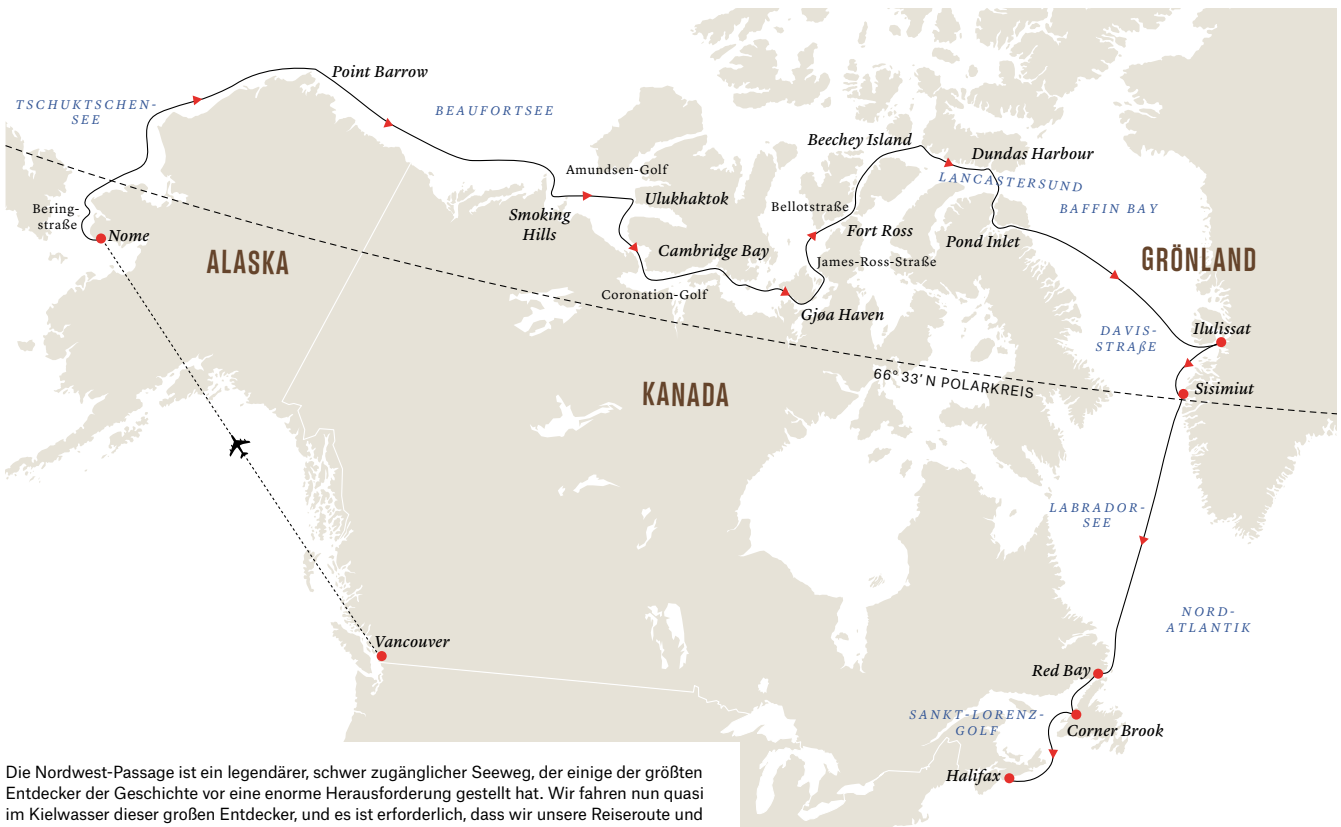 Point Barrow
TSCHUKTSCHEN-
SEE
BEAUFORTSEE
Beechey Island
Dundas Harbour
Amundsen-Golf
LANCASTERSUND
Ulukhaktok
Bellotstraße
BAFFIN BAY
Bering-
straße
Smoking
Hills
Nome
Fort Ross
Pond Inlet
ALASKA
Cambridge Bay
James-Ross-Straße
GRÖNLAND
Coronation-Golf
Gjøa Haven
Ilulissat
DAVIS-
STRAßE
66° 33' N POLARKREIS
KANADA
Sisimiut
LABRADOR-
SEE
NORD-
ATLANTIK
Vancouver
Red Bay
SANKT-LORENZ-
GOLF
Corner Brook
Halifax
Die Nordwest-Passage ist ein legendärer, schwer zugänglicher Seeweg, der einige der größten
Entdecker der Geschichte vor eine enorme Herausforderung gestellt hat. Wir fahren nun quasi
im Kielwasser dieser großen Entdecker, und es ist erforderlich, dass wir unsere Reiseroute und